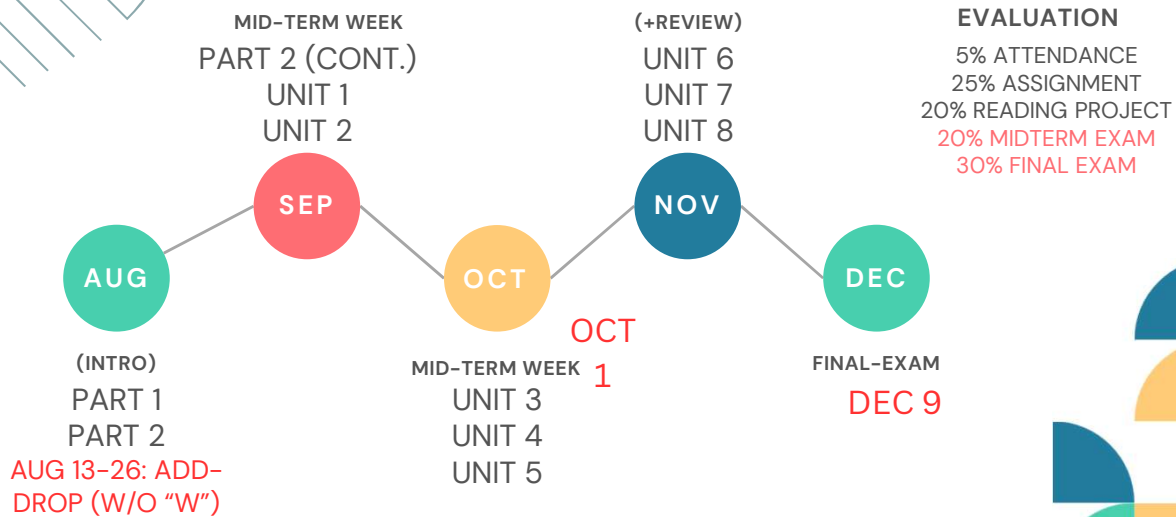 MID-TERM WEEK
PART 2 (CONT.)
UNIT 1
UNIT 2
(+REVIEW)
UNIT 6
UNIT 7
UNIT 8
EVALUATION
5% ATTENDANCE
25% ASSIGNMENT
20% READING PROJECT
20% MIDTERM EXAM
30% FINAL EXAM
SEP
NOV
AUG
OCT
DEC
(INTRO)
PART 1
PART 2
AUG 13-26: ADD-
DROP (W/O “W”)
MID-TERM WEEK
OCT
1
UNIT 3
UNIT 4
UNIT 5
FINAL-EXAM
DEC 9